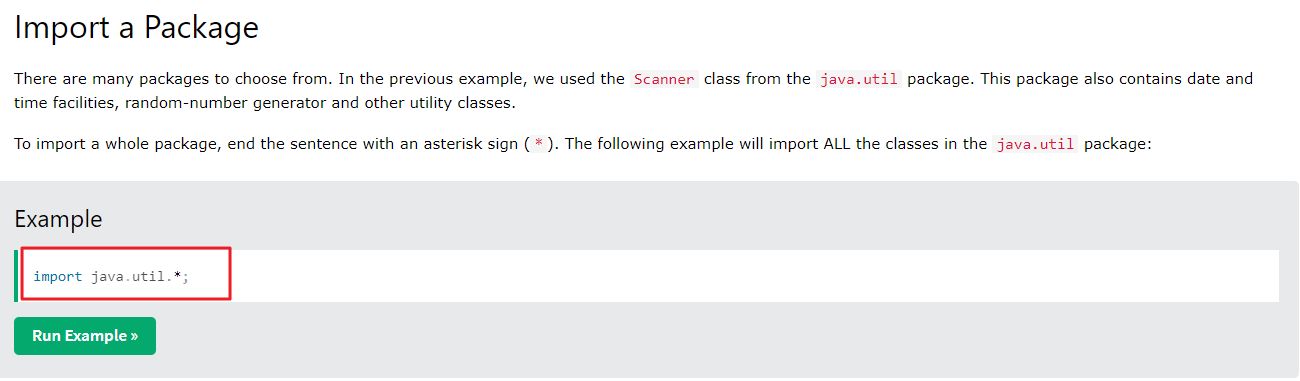 Import a Package
There are many packages to choose from. In the previous example, we used the Scanner class from the java.util package. This package also contains date and
time facilities, random-number generator and other utility classes.
To import a whole package, end the sentence with an asterisk sign (*). The following example will import ALL the classes in the java.util package:
Example
import java.util.*;
Run Example »